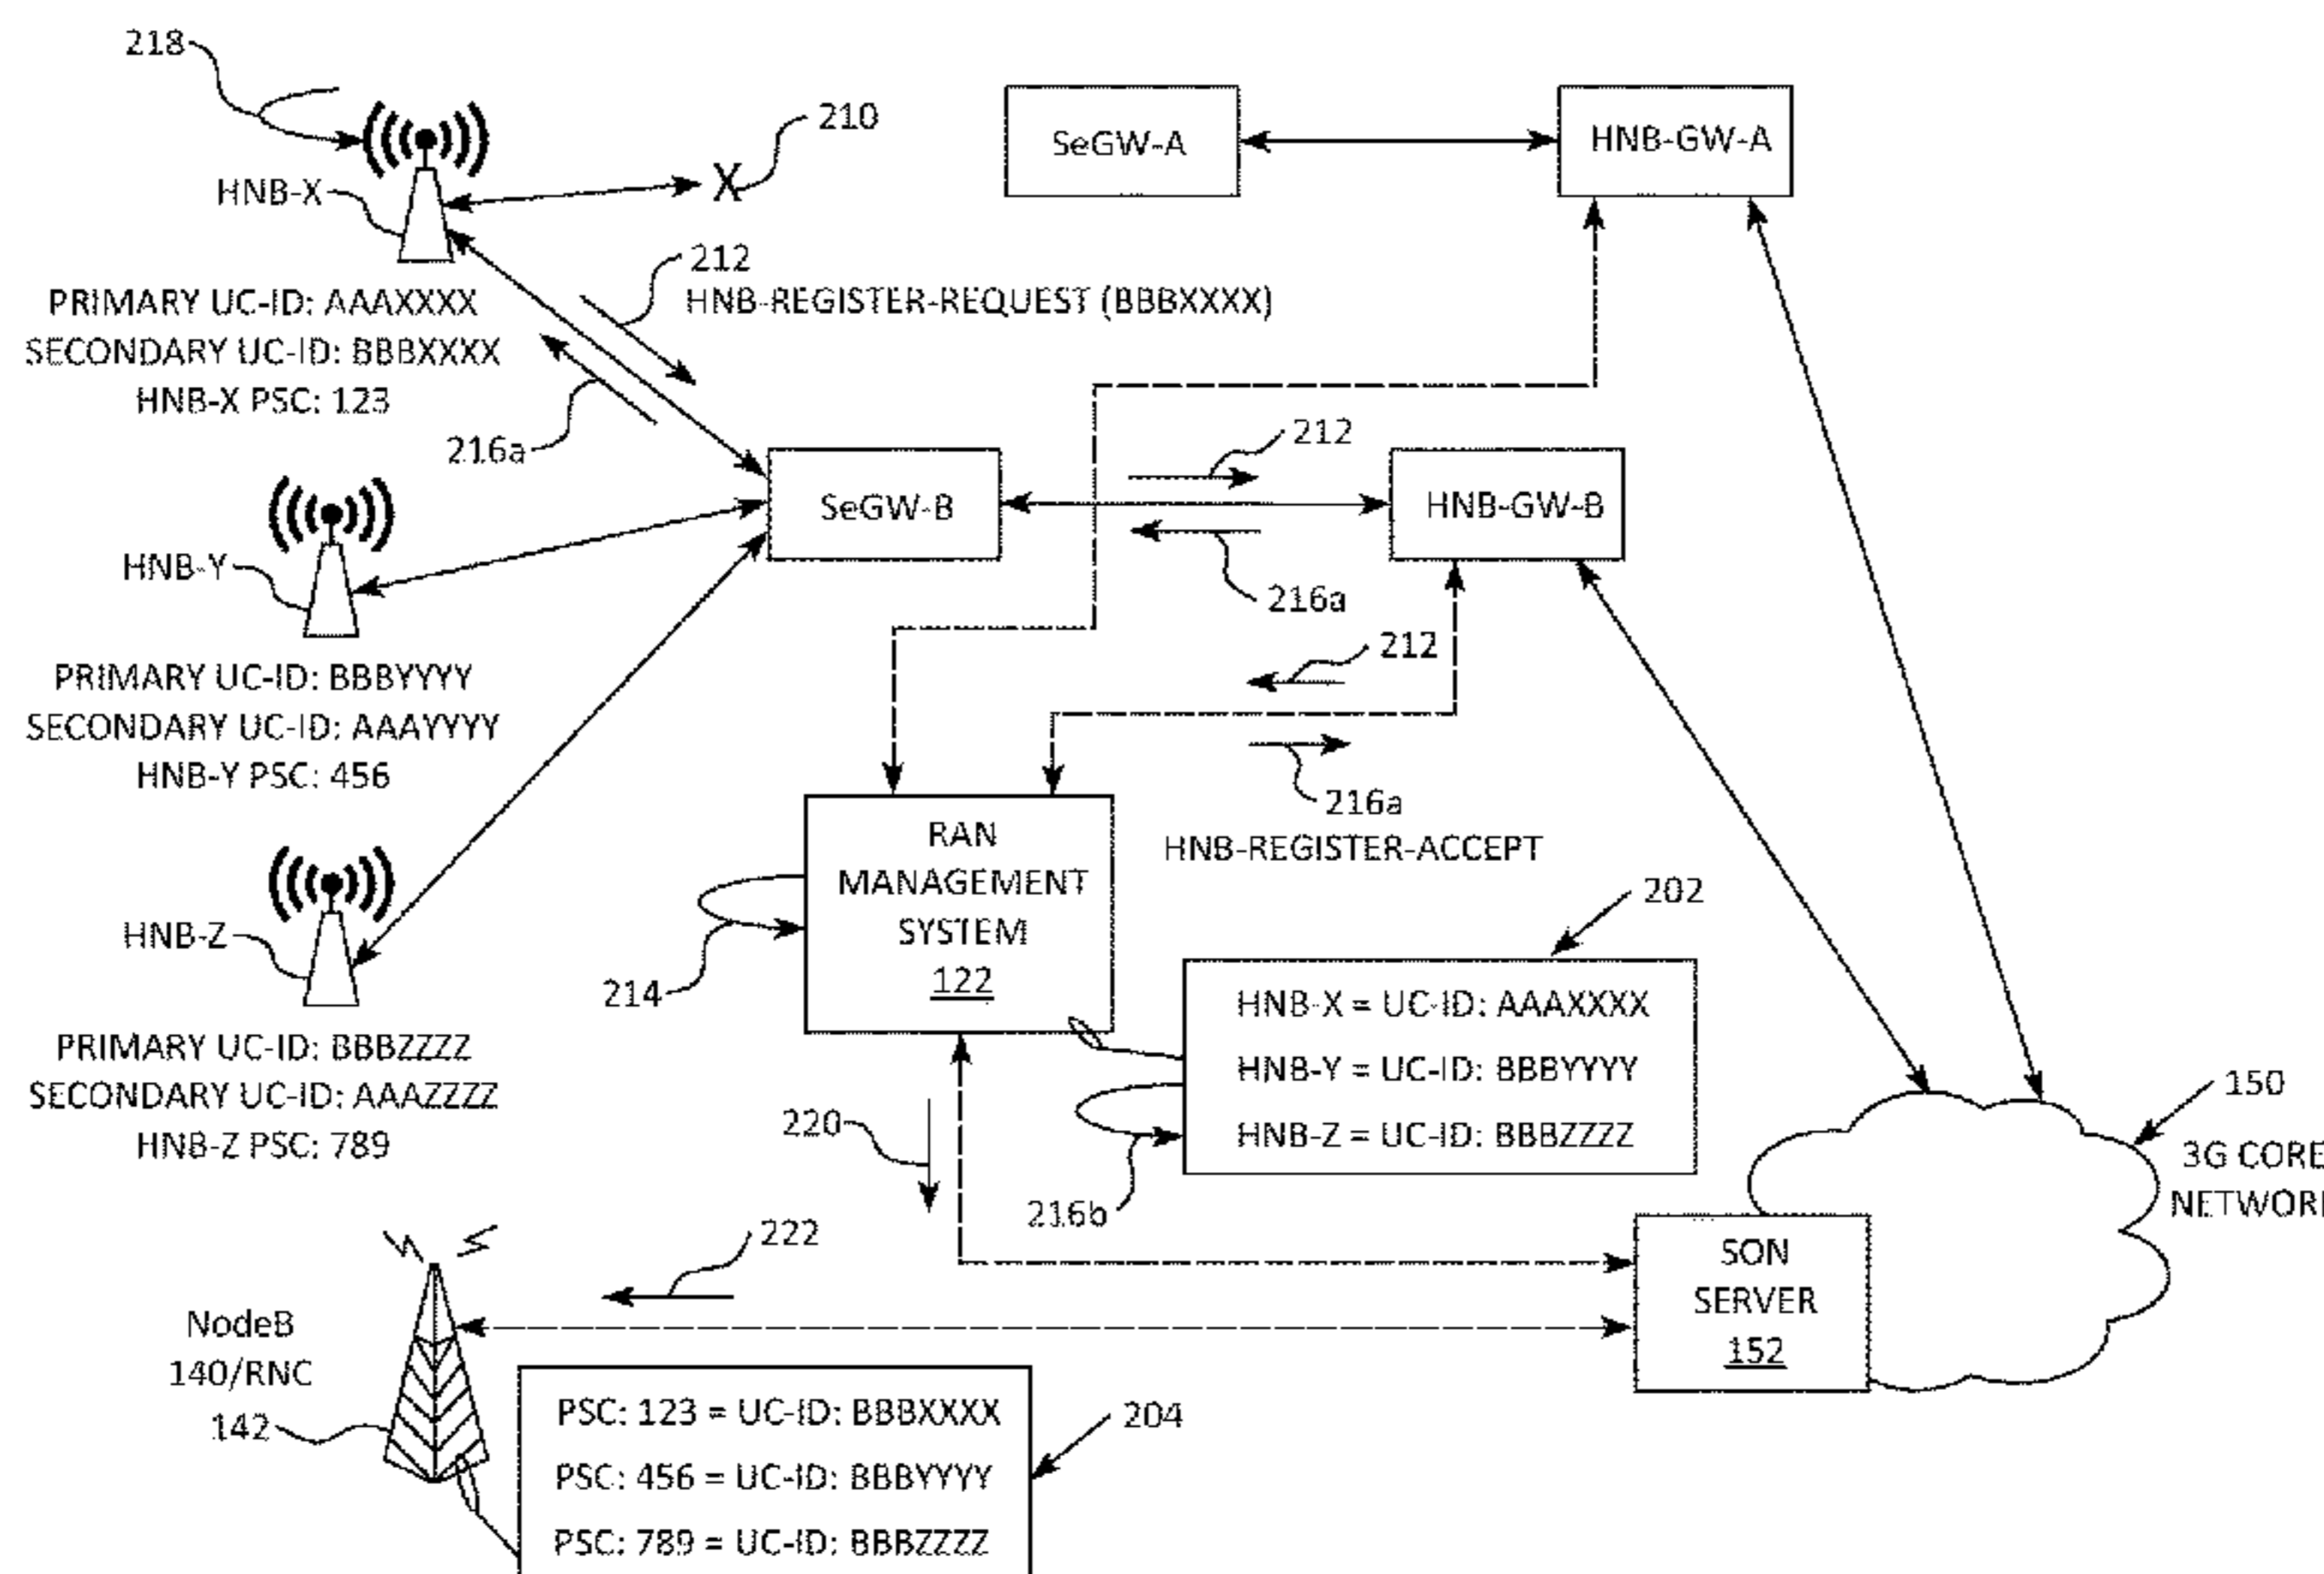 218
210
SeGW-A
HNB-GW-A
HNB-X
212
HNB-REGISTER-REQUEST (BBBXXXX)
PRIMARY UC-ID: AAAXXXX
SECONDARY UC-ID: BBBXXXX
HNB-X PSC: 123
X
216a
212
SeGW-B
HNB-GW-B
216a
HNB-Y
212
PRIMARY UC-ID: BBBYYYY
SECONDARY UC-ID: AAAYYYY
HNB-Y PSC: 456
216a
HNB-REGISTER-ACCEPT
RAN
MANAGEMENT
SYSTEM
122
214
202
HNB-X = UC-ID: AAAXXXX
HNB-Y = UC-ID: BBBYYYY
HNB-Z = UC-ID: BBBZZZZ
216b
HNB-Z
PRIMARY UC-ID: BBBZZZZ
SECONDARY UC-ID: AAAZZZZ
HNB-Z PSC: 789
220
150
3G CORE
NETWOR
SON
SERVER
152
222
NodeB
140/RNC
142
204
PSC: 123 = UC-ID: BBBXXXX
PSC: 456 = UC-ID: BBBYYYY
PSC: 789 = UC-ID: BBBZZZZ